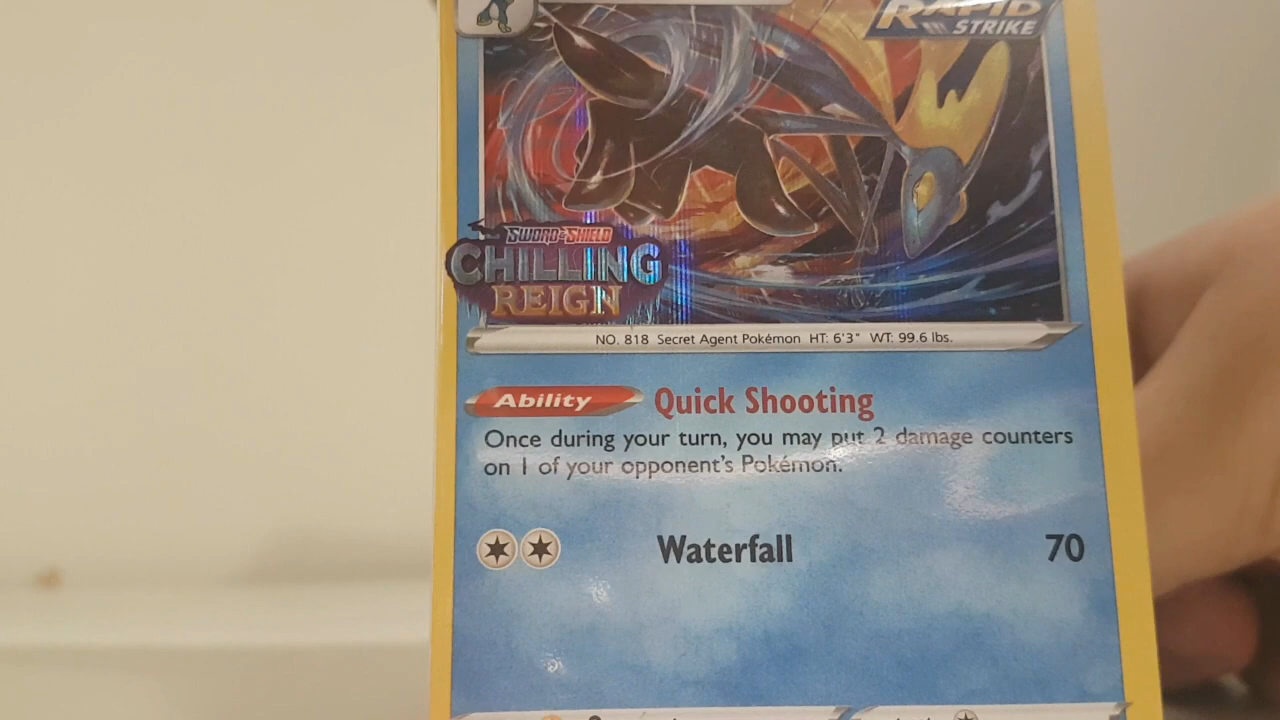 RAPID
STRIKE
SWORD & SHIELD
CHILLING
REIGN
NO. 818 Secret Agent Pokémon HT: 6'3" WT: 99.6 lbs.
Ability Quick Shooting
Once during your turn, you may put 2 damage counters
on 1 of your opponent's Pokémon.
Waterfall 70